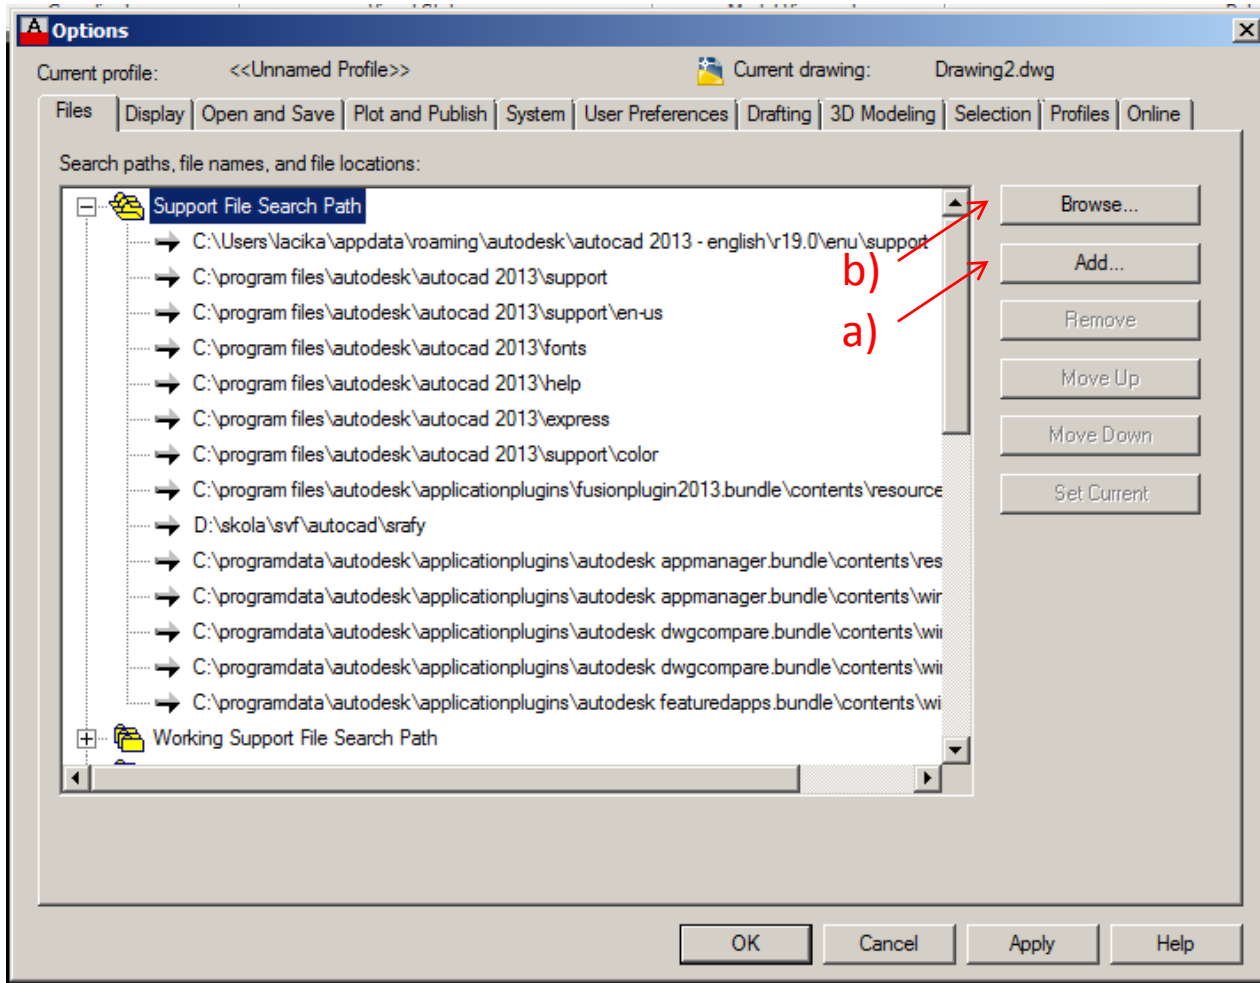 Options
Current profile: <<Unnamed Profile>> Current drawing: Drawing2.dwg
Files Display Open and Save Plot and Publish System User Preferences Drafting 3D Modeling Selection Profiles Online
Search paths, file names, and file locations:
Support File Search Path
C:\Users\lacika\appdata\roaming\autodesk\autocad 2013 - english\r19.0\enu\support
C:\program files\autodesk\autocad 2013\support
C:\program files\autodesk\autocad 2013\support\en-us
C:\program files\autodesk\autocad 2013\fonts
C:\program files\autodesk\autocad 2013\help
C:\program files\autodesk\autocad 2013\express
C:\program files\autodesk\autocad 2013\support\color
C:\program files\autodesk\applicationplugins\fusionplugin2013.bundle\contents\resource
D:\skola\svf\autocad\srafy
C:\programdata\autodesk\applicationplugins\autodesk appmanager.bundle\contents\res
C:\programdata\autodesk\applicationplugins\autodesk appmanager.bundle\contents\wir
C:\programdata\autodesk\applicationplugins\autodesk dwgcompare.bundle\contents\wii
C:\programdata\autodesk\applicationplugins\autodesk dwgcompare.bundle\contents\wii
C:\programdata\autodesk\applicationplugins\autodesk featuredapps.bundle\contents\wi
Working Support File Search Path
b)
a)
Browse...
Add...
Remove
Move Up
Move Down
Set Current
OK Cancel Apply Help